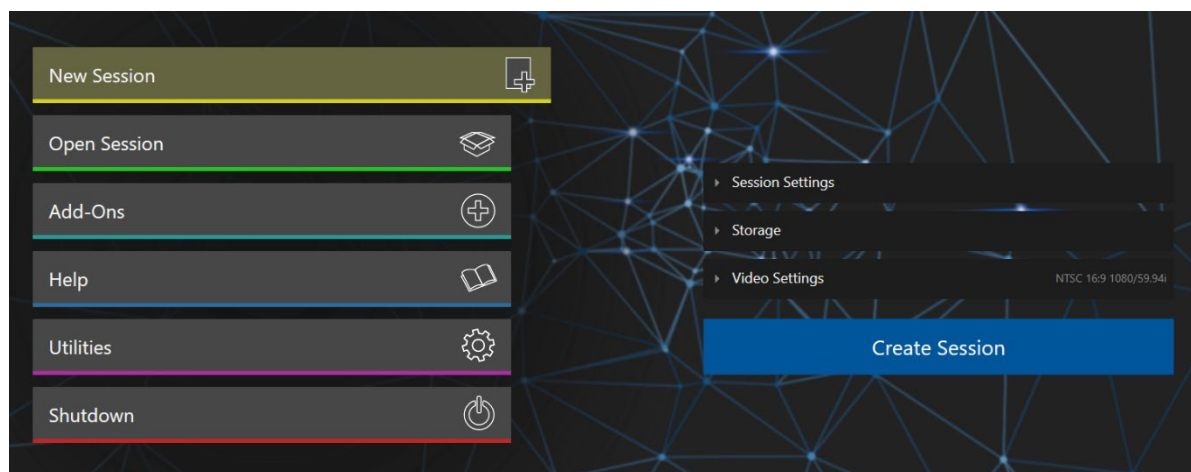 New Session
Open Session
Add-Ons
Help
Utilities
Shutdown
Session Settings
Storage
Video Settings NTSC 16:9 1080/59.94i
Create Session